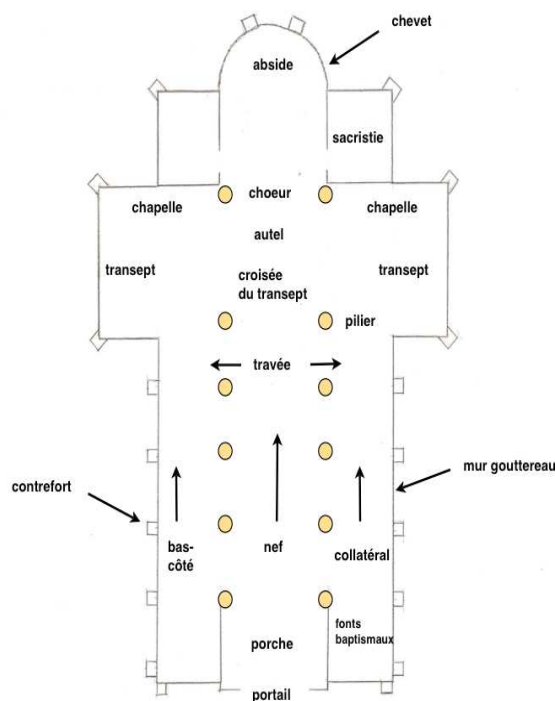 chevet
abside
sacristie
choeur
chapelle
chapelle
autel
transept
transept
croisée
du transept
pilier
travée
mur gouttereau
contrefort
bas-
côté
nef
collatéral
fonts
baptismaux
porche
portail